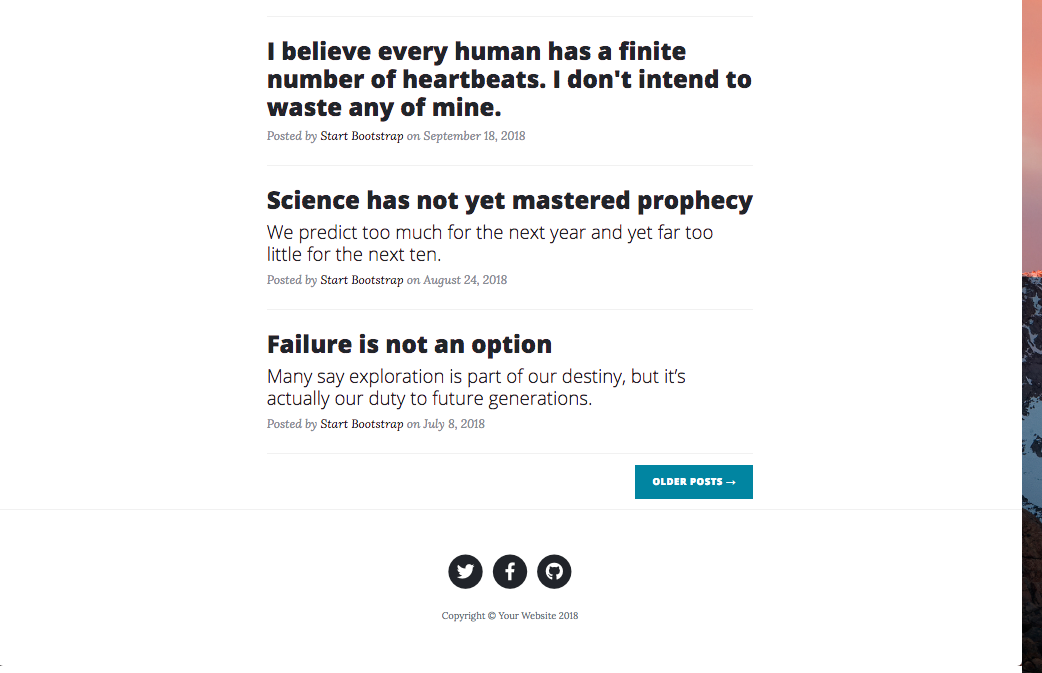 I believe every human has a finite
number of heartbeats. I don't intend to
waste any of mine.
Posted by Start Bootstrap on September 18, 2018
Science has not yet mastered prophecy
We predict too much for the next year and yet far too
little for the next ten.
Posted by Start Bootstrap on August 24, 2018
Failure is not an option
Many say exploration is part of our destiny, but it’s
actually our duty to future generations.
Posted by Start Bootstrap on July 8, 2018
OLDER POSTS →
Copyright © Your Website 2018